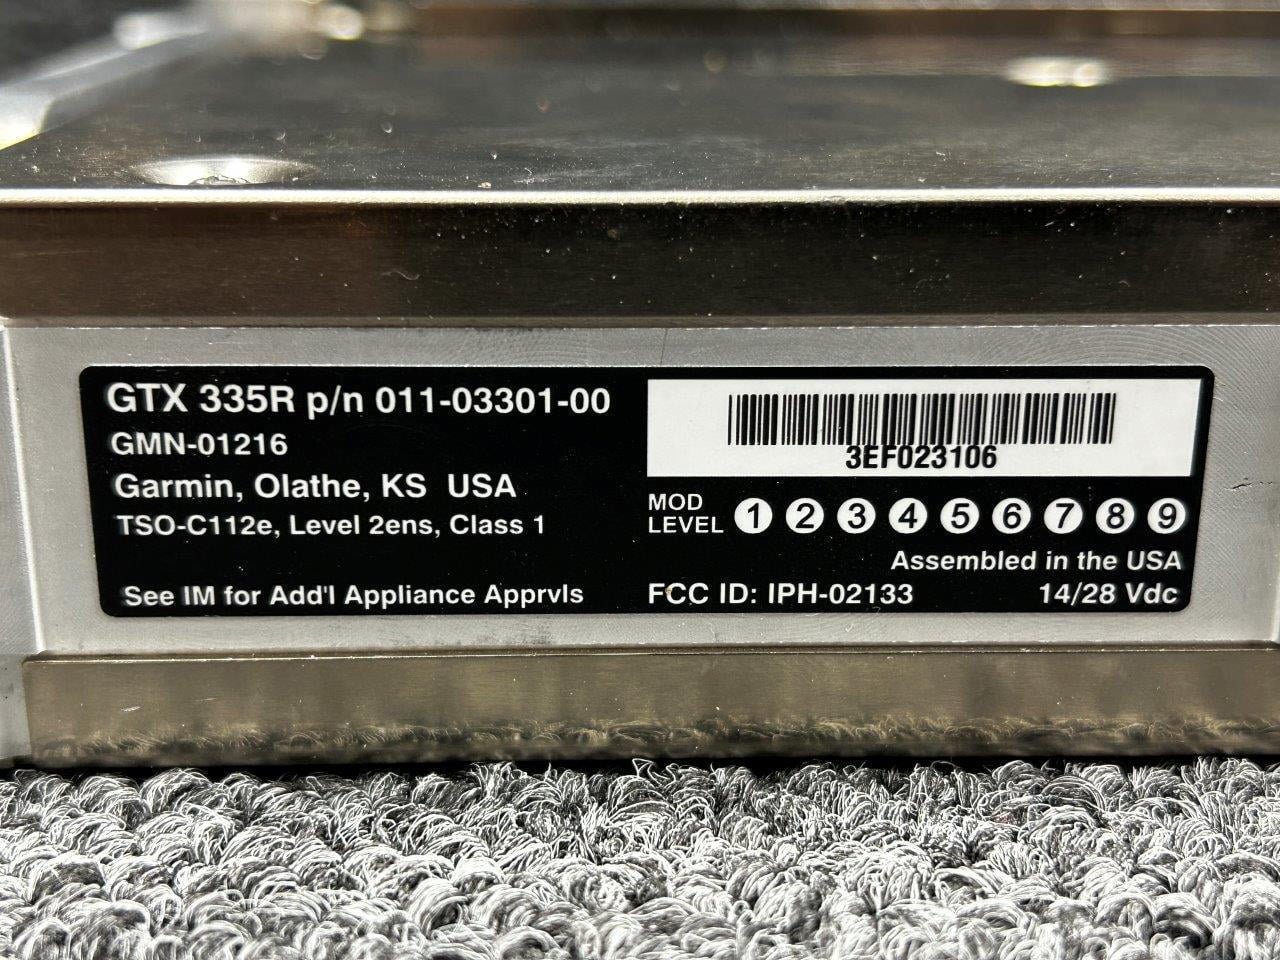 GTX 335R p/n 011-03301-00
GMN-01216
Garmin, Olathe, KS USA
TSO-C112e, Level 2ens, Class 1
See IM for Add'l Appliance Apprvls
3EF023106
MOD
LEVEL 1 2 3 4 5 6 7 8 9
Assembled in the USA
FCC ID: IPH-02133 14/28 Vdc